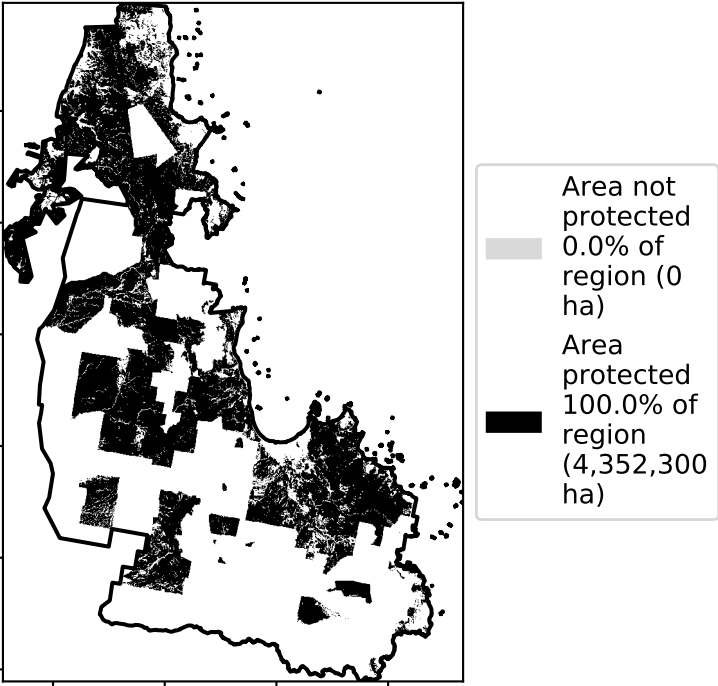 Area not
protected
0.0% of
region (0
ha)
Area
protected
100.0% of
region
(4,352,300
ha)